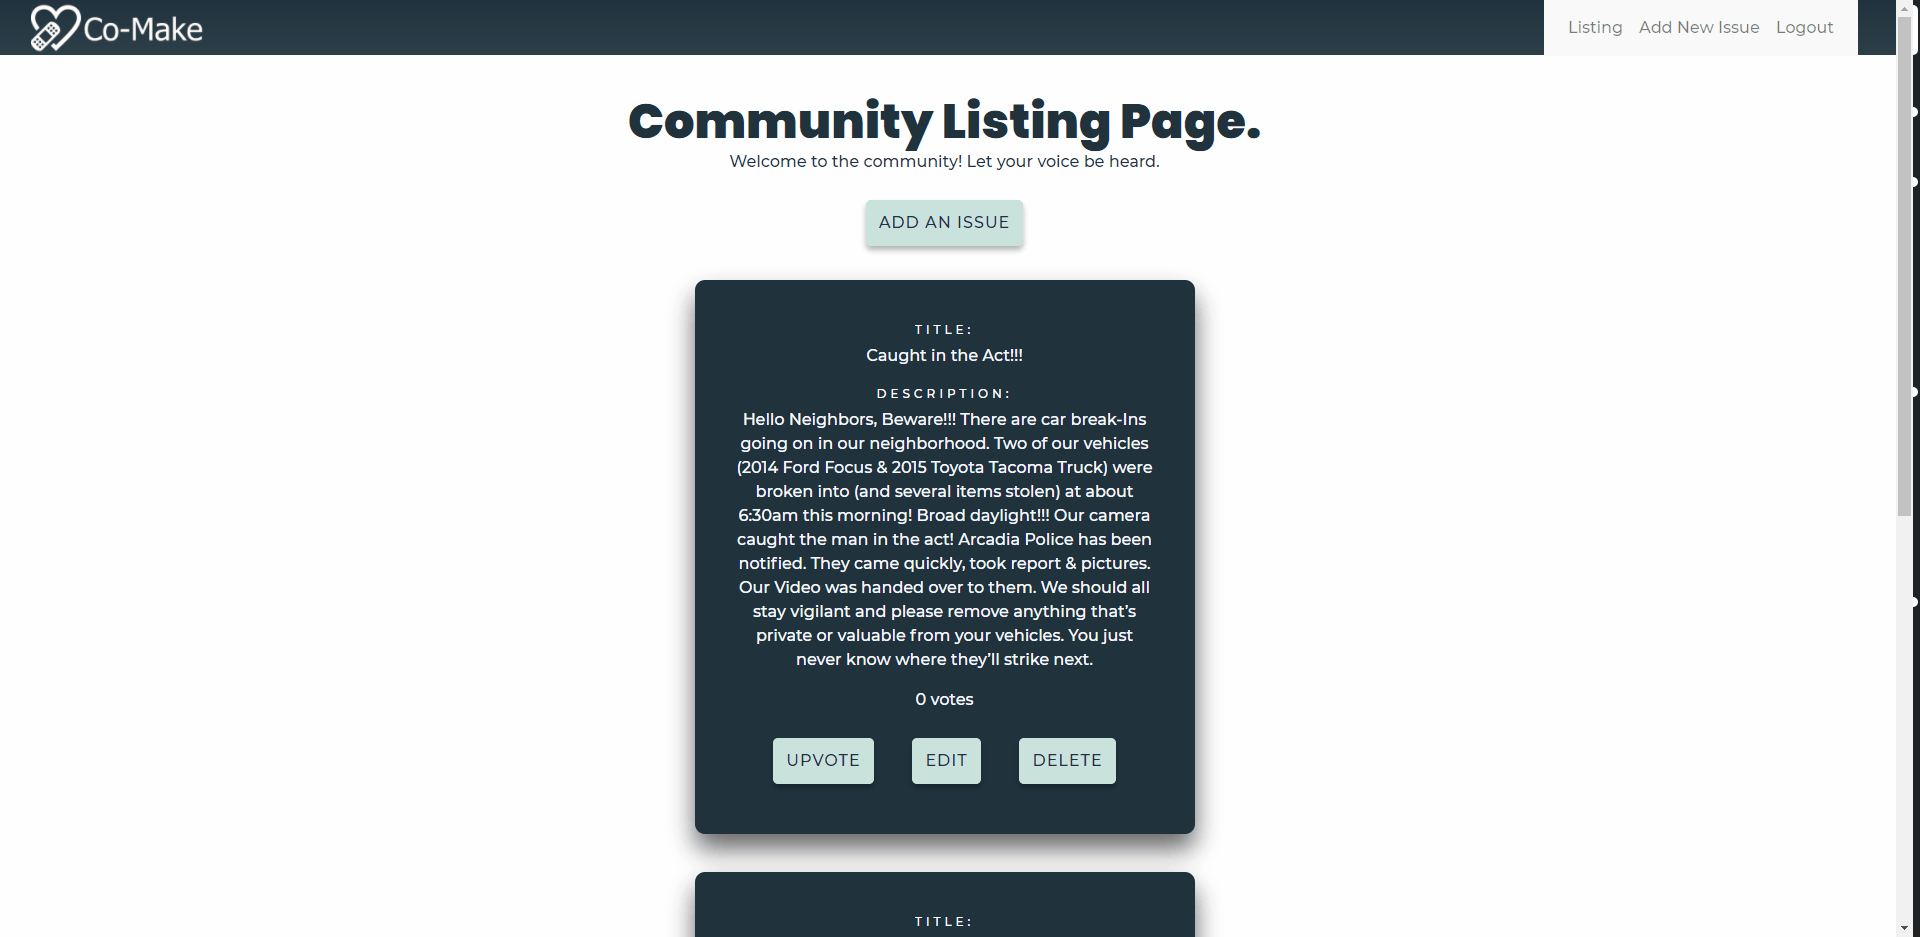 Co-Make
Listing Add New Issue Logout
Community Listing Page.
Welcome to the community! Let your voice be heard.
ADD AN ISSUE
TITLE:
Caught in the Act!!!
DESCRIPTION:
Hello Neighbors, Beware!!! There are car break-Ins
going on in our neighborhood. Two of our vehicles
(2014 Ford Focus & 2015 Toyota Tacoma Truck) were
broken into (and several items stolen) at about
6:30am this morning! Broad daylight!!! Our camera
caught the man in the act! Arcadia Police has been
notified. They came quickly, took report & pictures.
Our Video was handed over to them. We should all
stay vigilant and please remove anything that’s
private or valuable from your vehicles. You just
never know where they’ll strike next.
0 votes
UPVOTE EDIT DELETE
TITLE: